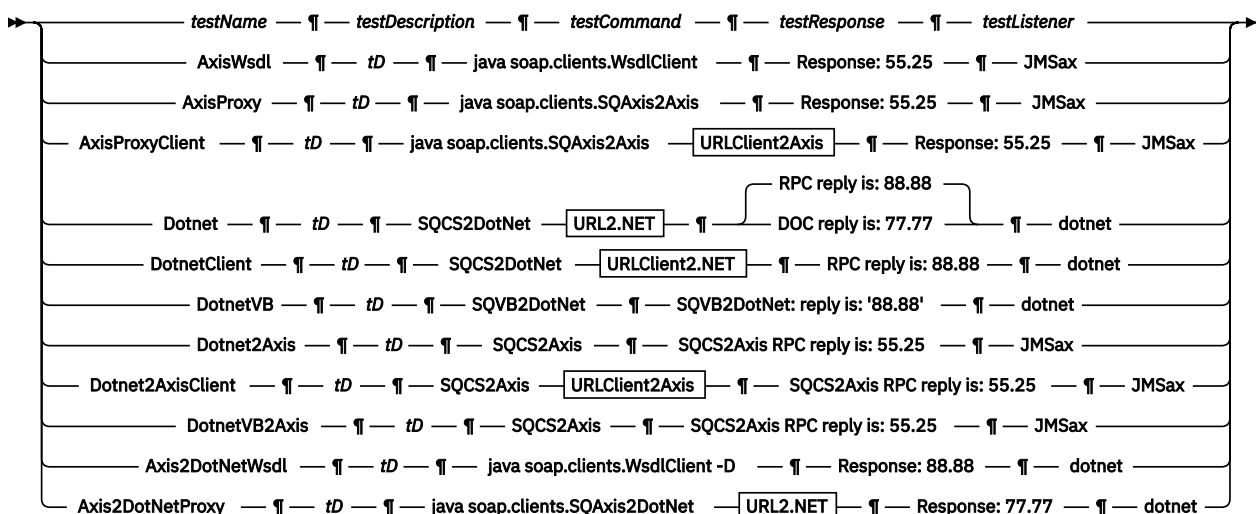 testName ¶ testDescription ¶ testCommand ¶ testResponse ¶ testListener
AxisWsdl ¶ tD ¶ java soap.clients.WsdlClient ¶ Response: 55.25 ¶ JMSax
AxisProxy ¶ tD ¶ java soap.clients.SQAxis2Axis ¶ Response: 55.25 ¶ JMSax
AxisProxyClient ¶ tD ¶ java soap.clients.SQAxis2Axis URLClient2Axis ¶ Response: 55.25 ¶ JMSax
RPC reply is: 88.88
Dotnet ¶ tD ¶ SQCS2DotNet URL2.NET ¶ DOC reply is: 77.77 ¶ dotnet
DotnetClient ¶ tD ¶ SQCS2DotNet URLClient2.NET ¶ RPC reply is: 88.88 ¶ dotnet
DotnetVB ¶ tD ¶ SQVB2DotNet ¶ SQVB2DotNet: reply is: '88.88' ¶ dotnet
Dotnet2Axis ¶ tD ¶ SQCS2Axis ¶ SQCS2Axis RPC reply is: 55.25 ¶ JMSax
Dotnet2AxisClient ¶ tD ¶ SQCS2Axis URLClient2Axis ¶ SQCS2Axis RPC reply is: 55.25 ¶ JMSax
DotnetVB2Axis ¶ tD ¶ SQCS2Axis ¶ SQCS2Axis RPC reply is: 55.25 ¶ JMSax
Axis2DotNetWsdl ¶ tD ¶ java soap.clients.WsdlClient -D ¶ Response: 88.88 ¶ dotnet
Axis2DotNetProxy ¶ tD ¶ java soap.clients.SQAxis2DotNet URL2.NET ¶ Response: 77.77 ¶ dotnet